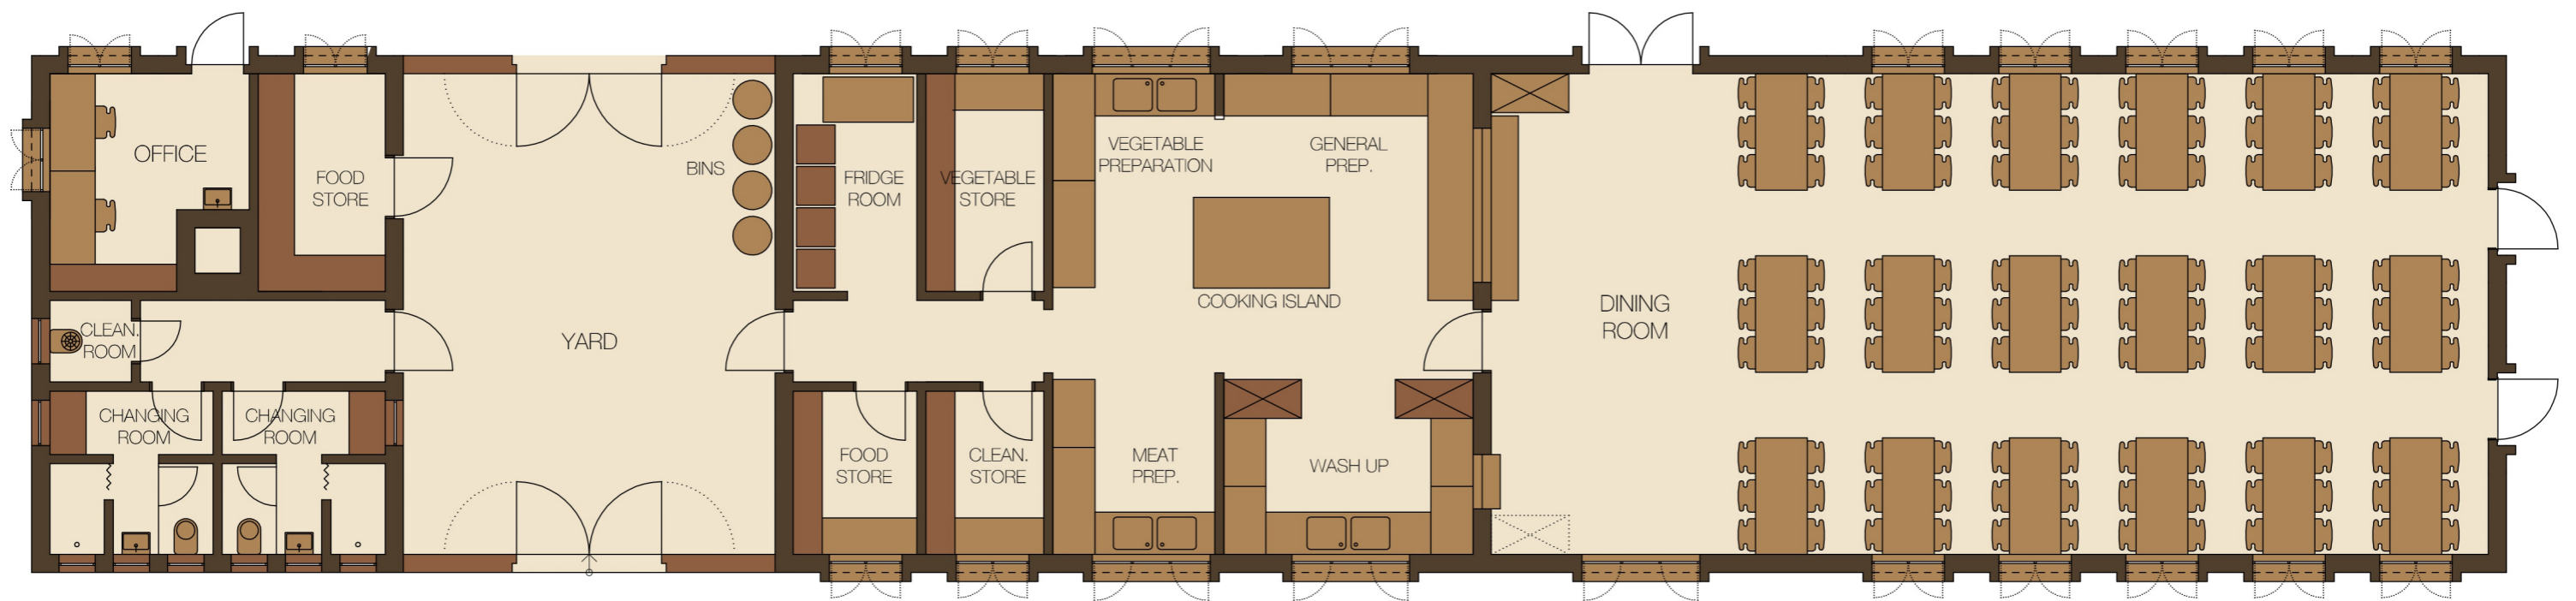 OFFICE
FOOD
STORE
CLEAN.
ROOM
CHANGING
ROOM
CHANGING
ROOM
YARD
BINS
FRIDGE
ROOM
VEGETABLE
STORE
FOOD
STORE
CLEAN.
STORE
VEGETABLE
PREPARATION
GENERAL
PREP.
COOKING ISLAND
MEAT
PREP.
WASH UP
DINING
ROOM